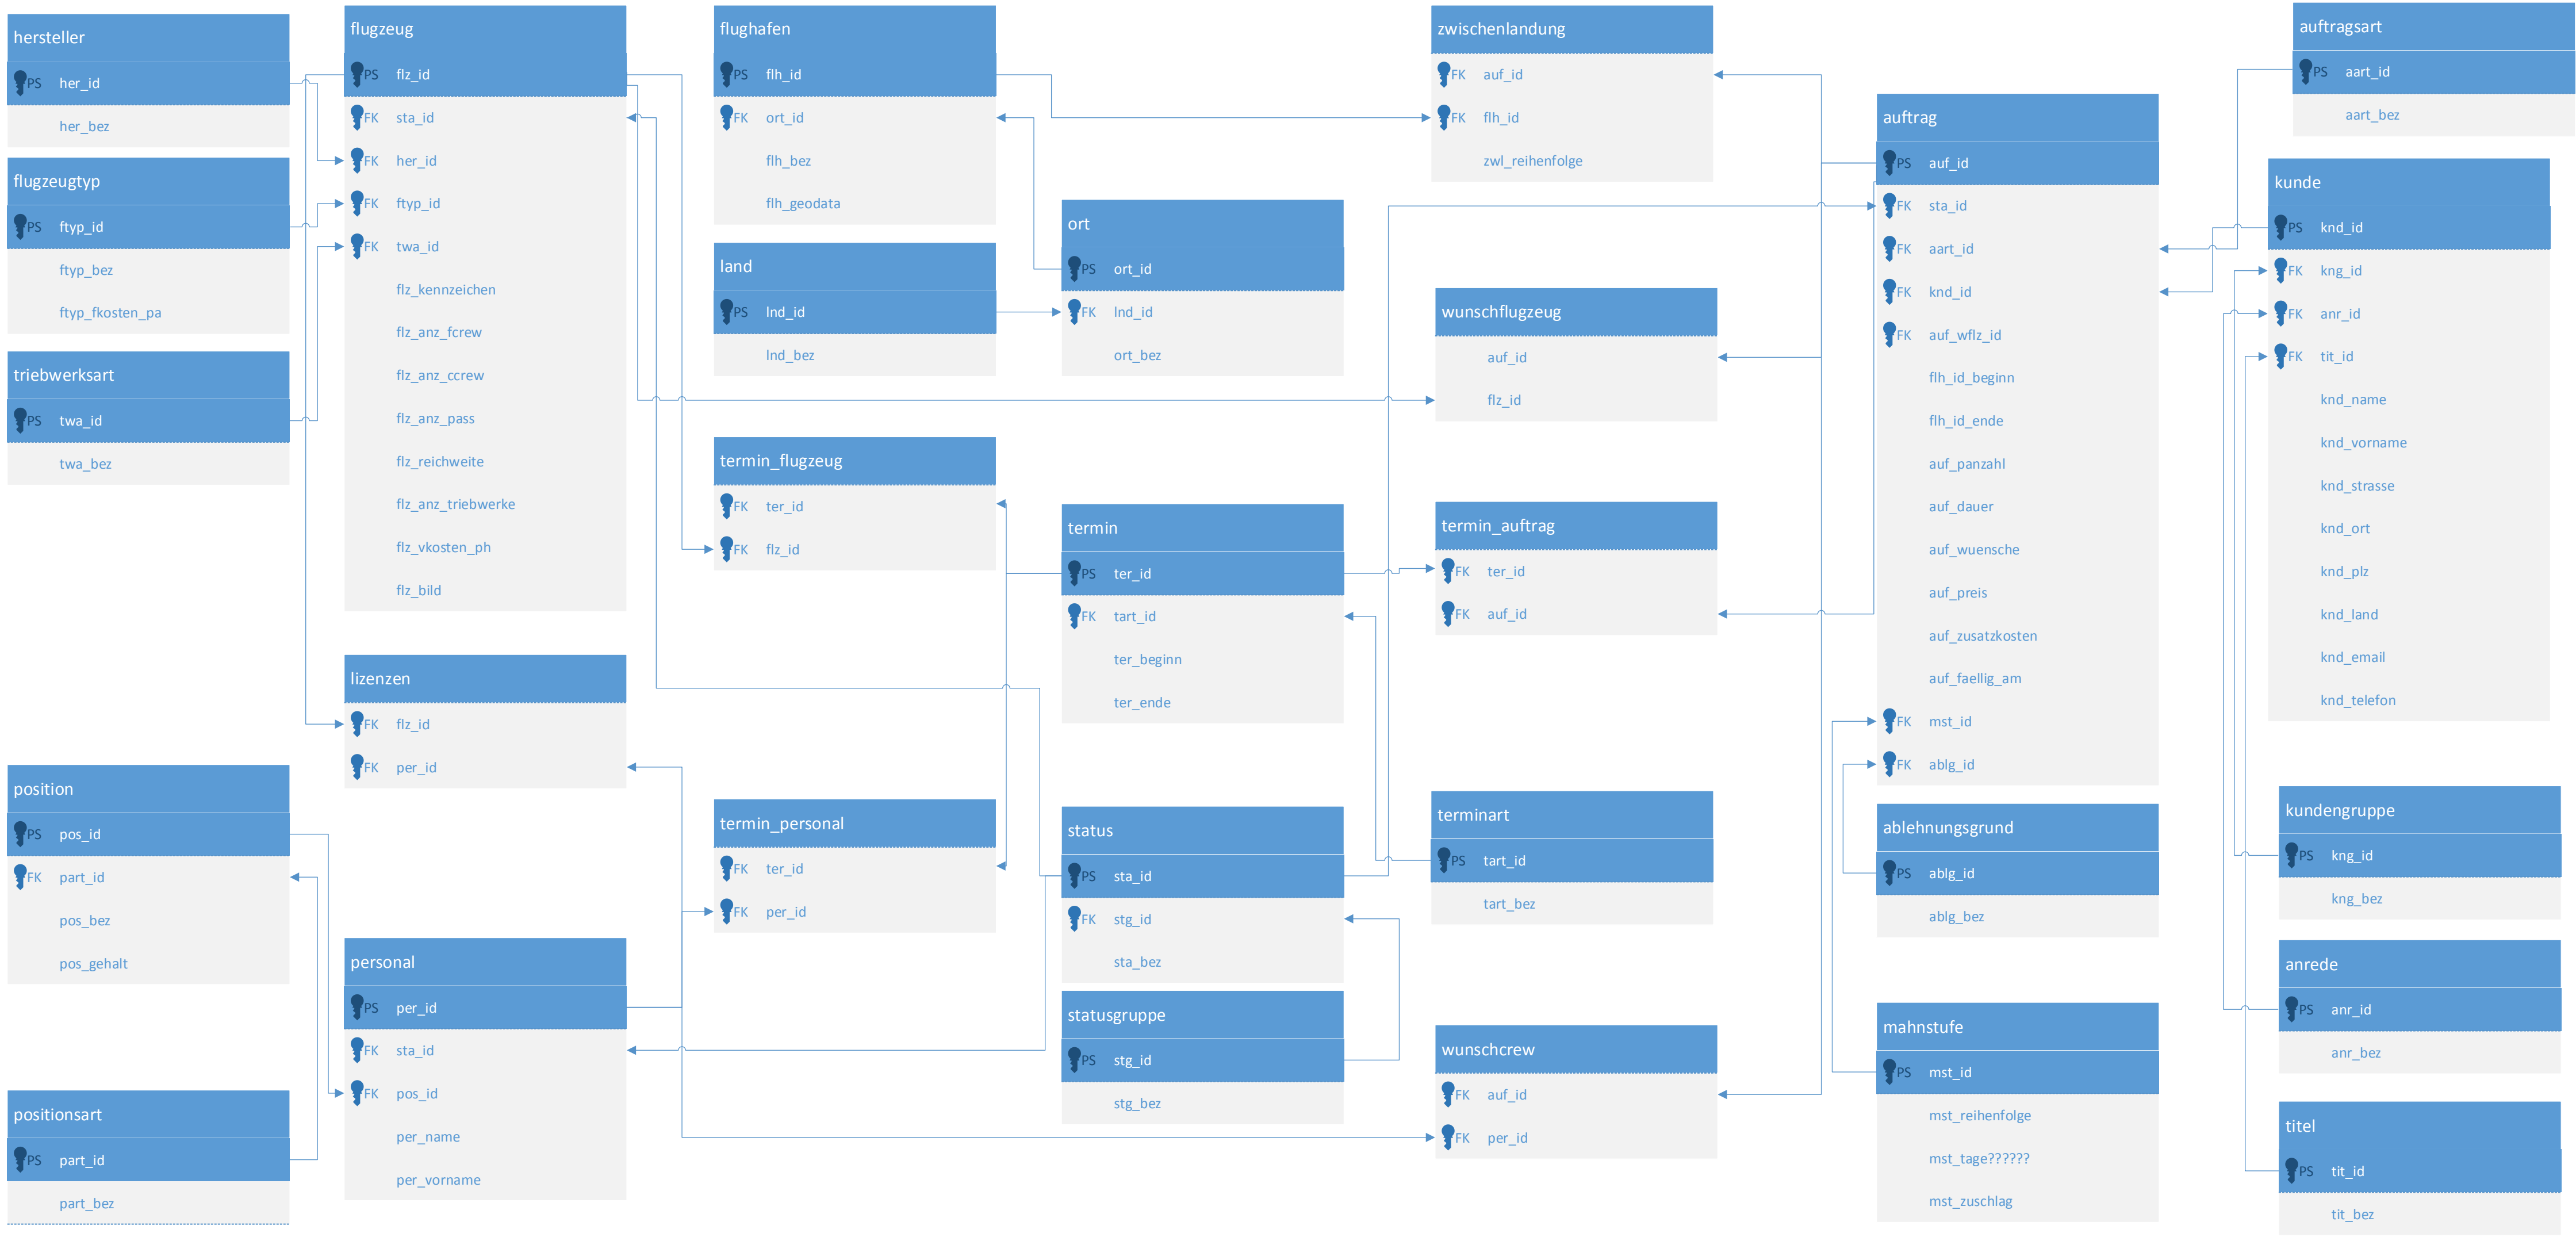 hersteller
PS her_id
her_bez
flugzeugtyp
PS ftyp_id
ftyp_bez
ftyp_fkosten_pa
triebwerksart
PS twa_id
twa_bez
position
PS pos_id
FK part_id
pos_bez
pos_gehalt
positionsart
PS part_id
part_bez
flugzeug
PS flz_id
FK sta_id
FK her_id
FK ftyp_id
FK twa_id
flz_kennzeichen
flz_anz_fcrew
flz_anz_ccrew
flz_anz_pass
flz_reichweite
flz_anz_triebwerke
flz_vkosten_ph
flz_bild
lizenzen
FK flz_id
FK per_id
personal
PS per_id
FK sta_id
FK pos_id
per_name
per_vorname
flughafen
PS flh_id
FK ort_id
flh_bez
flh_geodata
land
PS lnd_id
lnd_bez
termin_flugzeug
FK ter_id
FK flz_id
termin_personal
FK ter_id
FK per_id
ort
PS ort_id
FK lnd_id
ort_bez
termin
PS ter_id
FK tart_id
ter_beginn
ter_ende
status
PS sta_id
FK stg_id
sta_bez
statusgruppe
PS stg_id
stg_bez
zwischenlandung
FK auf_id
FK flh_id
zwl_reihenfolge
wunschflugzeug
auf_id
flz_id
termin_auftrag
FK ter_id
FK auf_id
terminart
PS tart_id
tart_bez
wunschcrew
FK auf_id
FK per_id
auftrag
PS auf_id
FK sta_id
FK aart_id
FK knd_id
FK auf_wflz_id
flh_id_beginn
flh_id_ende
auf_panzahl
auf_dauer
auf_wuensche
auf_preis
auf_zusatzkosten
auf_faellig_am
FK mst_id
FK ablg_id
ablehnungsgrund
PS ablg_id
ablg_bez
mahnstufe
PS mst_id
mst_reihenfolge
mst_tage??????
mst_zuschlag
auftragsart
PS aart_id
aart_bez
kunde
PS knd_id
FK kng_id
FK anr_id
FK tit_id
knd_name
knd_vorname
knd_strasse
knd_ort
knd_plz
knd_land
knd_email
knd_telefon
kundengruppe
PS kng_id
kng_bez
anrede
PS anr_id
anr_bez
titel
PS tit_id
tit_bez